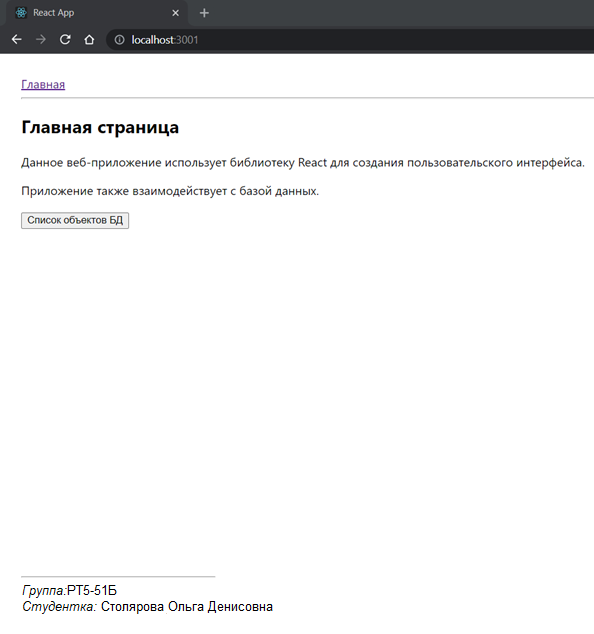 React App
localhost:3001
Главная
Главная страница
Данное веб-приложение использует библиотеку React для создания пользовательского интерфейса.
Приложение также взаимодействует с базой данных.
Список объектов БД
Группа:РТ5-51Б
Студентка: Столярова Ольга Денисовна